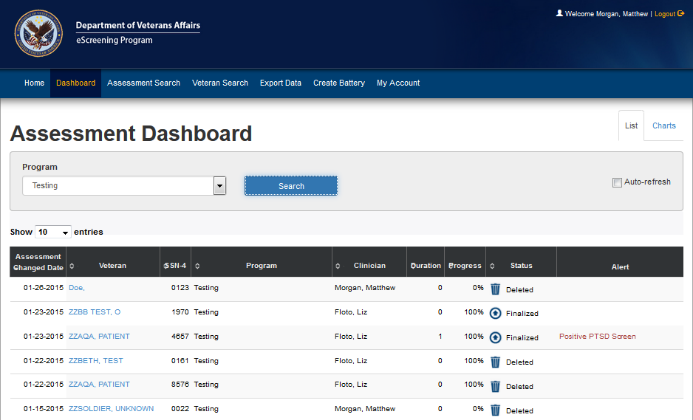 Department of Veterans Affairs
eScreening Program
Welcome Morgan, Matthew | Logout
Home Dashboard Assessment Search Veteran Search Export Data Create Battery My Account
Assessment Dashboard
List Charts
Program
Testing Search Auto-refresh
Show 10 entries
Assessment Changed Date Veteran SSN-4 Program Clinician Duration Progress Status Alert
01-26-2015 Doe, 0123 Testing Morgan, Matthew 0 0% Deleted
01-23-2015 ZZBB TEST, O 1970 Testing Floto, Liz 0 100% Finalized
01-23-2015 ZZAQA, PATIENT 4667 Testing Floto, Liz 1 100% Finalized Positive PTSD Screen
01-22-2015 ZZBETH, TEST 0161 Testing Floto, Liz 0 100% Deleted
01-22-2015 ZZAQA, PATIENT 8576 Testing Floto, Liz 0 100% Deleted
01-15-2015 ZZSOLDIER, UNKNOWN 0022 Testing Morgan, Matthew 0 100% Deleted